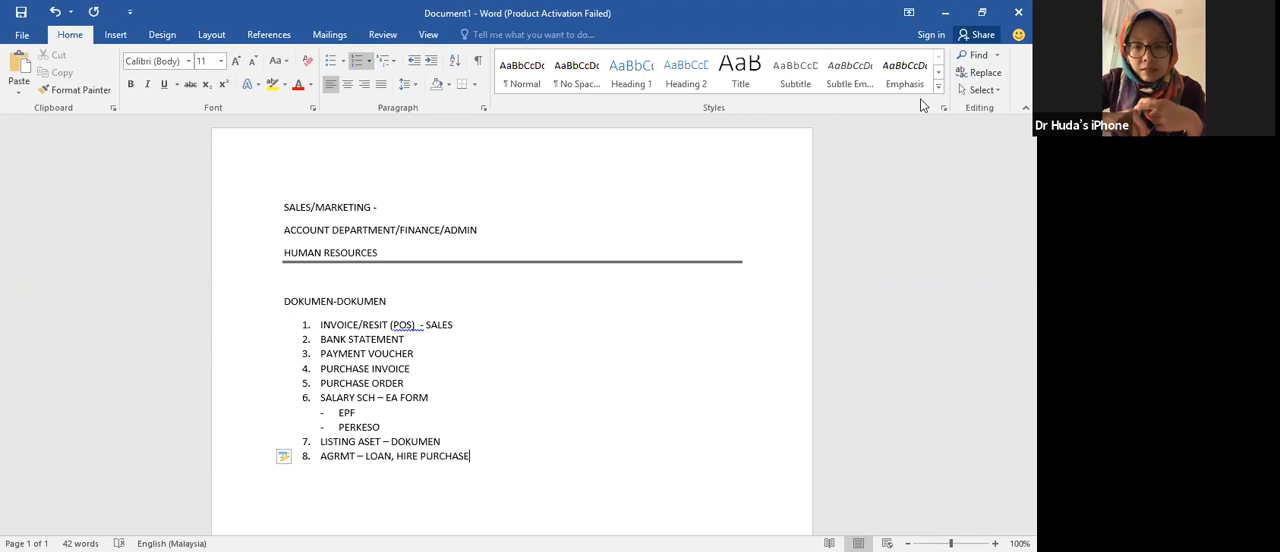 Document1 - Word (Product Activation Failed)
File Home Insert Design Layout References Mailings Review View Tell me what you want to do... Sign in Share
Cut
Copy
Format Painter
Paste
Calibri (Body) 11
Aa
B I U abc X₂ X²
AaBbCcDc AaBbCcDc AaBbCc AaBbCcD AaB AaBbCcD AaBbCcDc AaBbCcDc
¶ Normal ¶ No Spac... Heading 1 Heading 2 Title Subtitle Subtle Em... Emphasis
Find
Replace
Select
Clipboard Font Paragraph Styles Editing
Dr Huda's iPhone
SALES/MARKETING -
ACCOUNT DEPARTMENT/FINANCE/ADMIN
HUMAN RESOURCES
DOKUMEN-DOKUMEN
1. INVOICE/RESIT (POS) - SALES
2. BANK STATEMENT
3. PAYMENT VOUCHER
4. PURCHASE INVOICE
5. PURCHASE ORDER
6. SALARY SCH – EA FORM
- EPF
- PERKESO
7. LISTING ASET – DOKUMEN
8. AGRMT – LOAN, HIRE PURCHASE
Page 1 of 1 42 words English (Malaysia) 100%